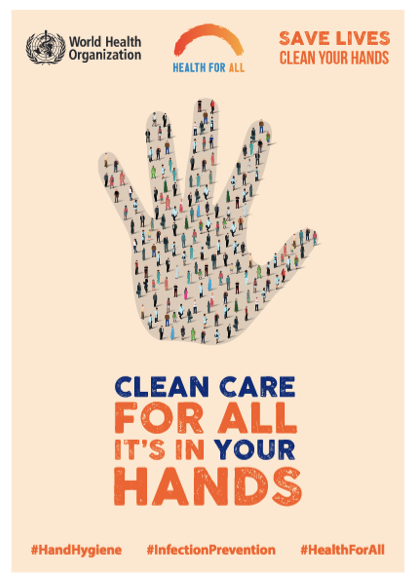 World Health
Organization
HEALTH FOR ALL
SAVE LIVES
CLEAN YOUR HANDS
CLEAN CARE
FOR ALL
IT'S IN YOUR
HANDS
#HandHygiene #InfectionPrevention #HealthForAll